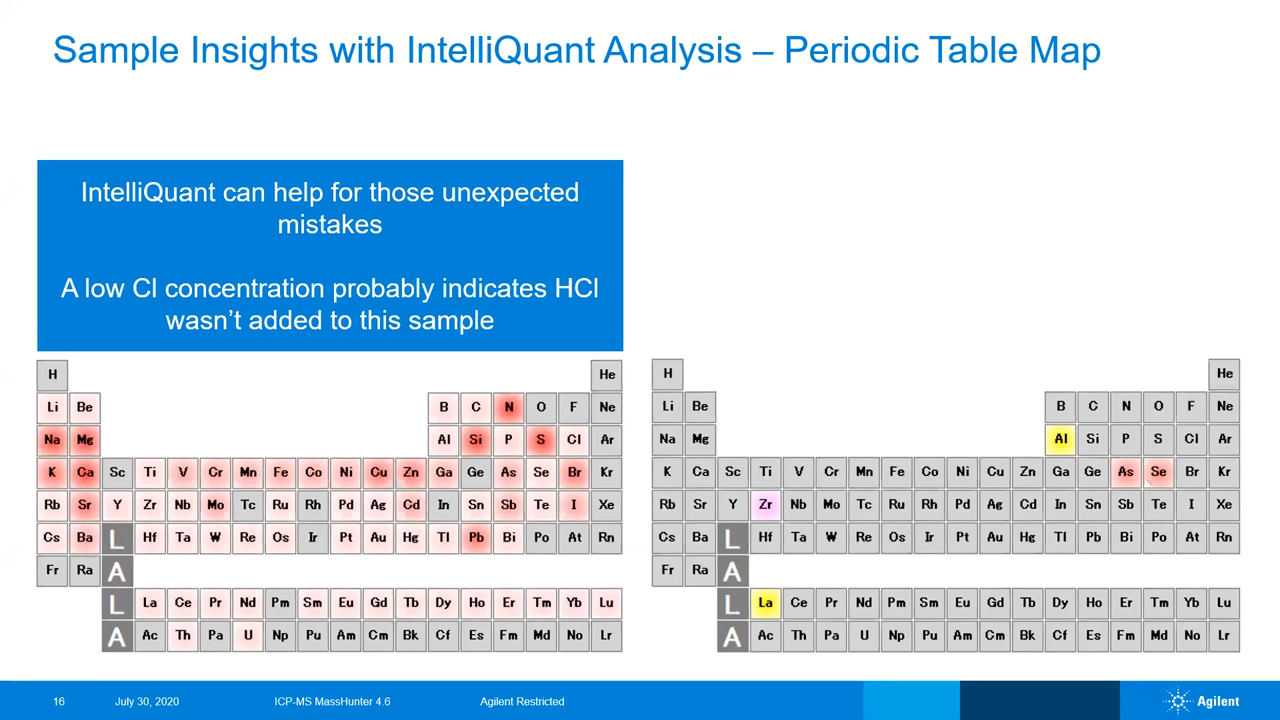 Sample Insights with IntelliQuant Analysis – Periodic Table Map
IntelliQuant can help for those unexpected
mistakes
A low Cl concentration probably indicates HCl
wasn't added to this sample
H He
Li Be B C N O F Ne
Na Mg Al Si P S Cl Ar
K Ca Sc Ti V Cr Mn Fe Co Ni Cu Zn Ga Ge As Se Br Kr
Rb Sr Y Zr Nb Mo Tc Ru Rh Pd Ag Cd In Sn Sb Te I Xe
Cs Ba L Hf Ta W Re Os Ir Pt Au Hg Tl Pb Bi Po At Rn
Fr Ra A
L La Ce Pr Nd Pm Sm Eu Gd Tb Dy Ho Er Tm Yb Lu
A Ac Th Pa U Np Pu Am Cm Bk Cf Es Fm Md No Lr
H He
Li Be B C N O F Ne
Na Mg Al Si P S Cl Ar
K Ca Sc Ti V Cr Mn Fe Co Ni Cu Zn Ga Ge As Se Br Kr
Rb Sr Y Zr Nb Mo Tc Ru Rh Pd Ag Cd In Sn Sb Te I Xe
Cs Ba L Hf Ta W Re Os Ir Pt Au Hg Tl Pb Bi Po At Rn
Fr Ra A
L La Ce Pr Nd Pm Sm Eu Gd Tb Dy Ho Er Tm Yb Lu
A Ac Th Pa U Np Pu Am Cm Bk Cf Es Fm Md No Lr
16 July 30, 2020 ICP-MS MassHunter 4.6 Agilent Restricted Agilent